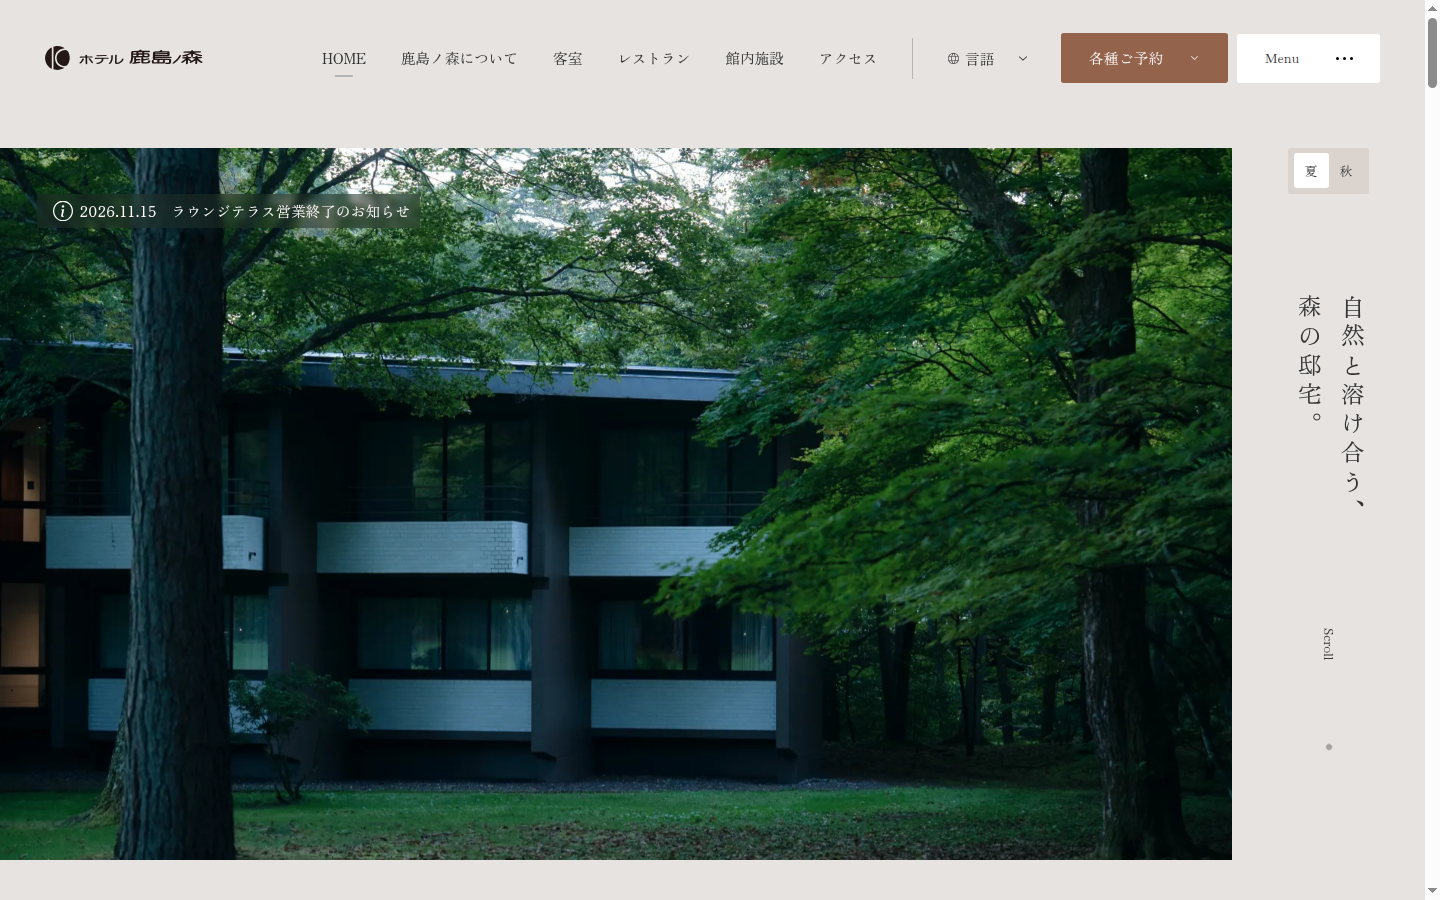 ホテル 鹿島ノ森
HOME
鹿島ノ森について
客室
レストラン
館内施設
アクセス
言語
各種ご予約
Menu
夏
秋
2026.11.15 ラウンジテラス営業終了のお知らせ
自然と溶け合う、
森の邸宅。
Scroll